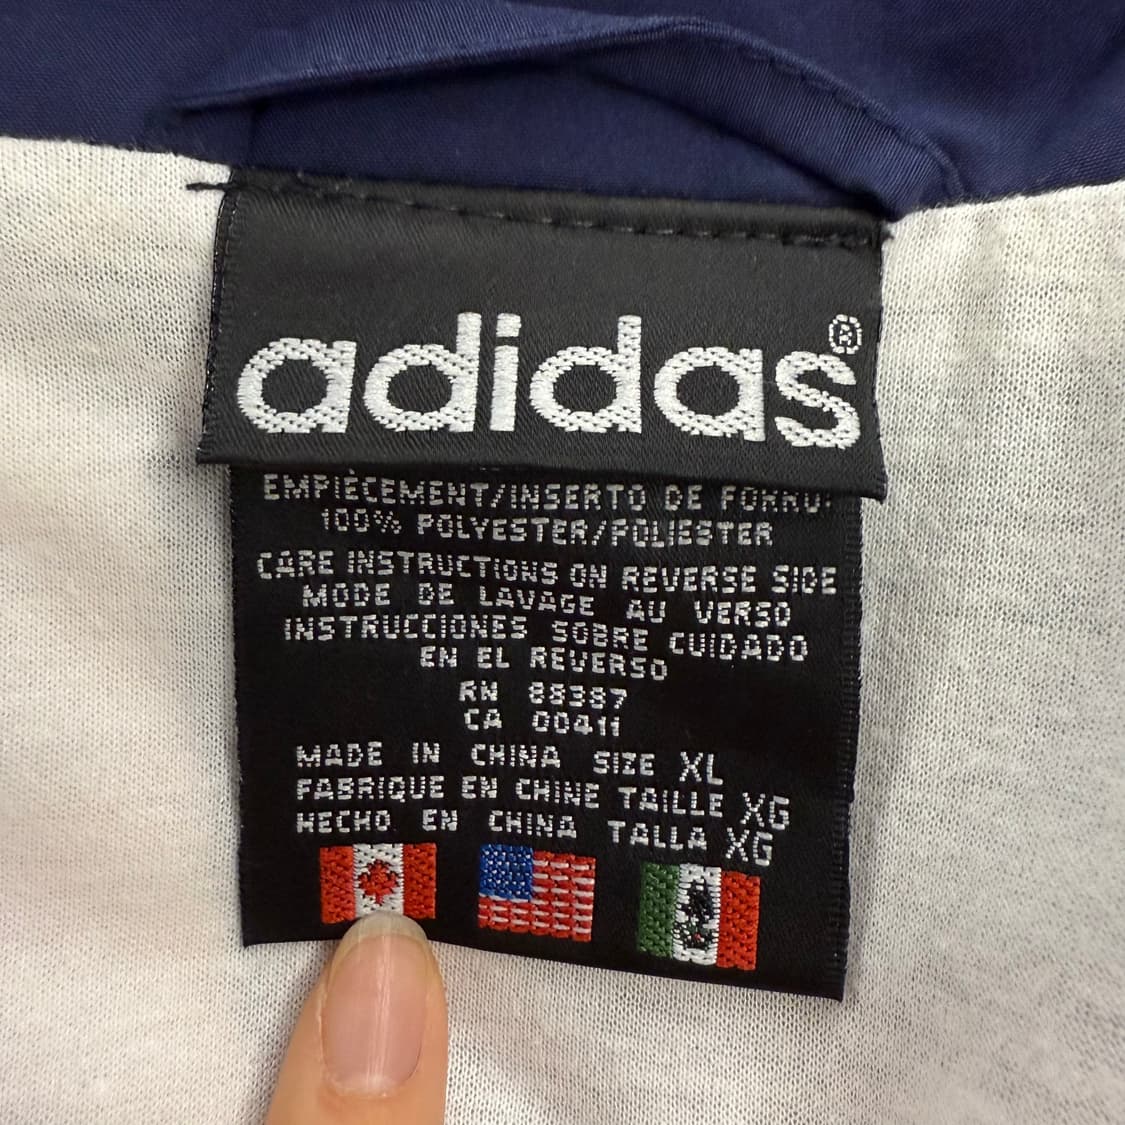 adidas®
EMPIÈCEMENT/INSERTO DE FORRO:
100% POLYESTER/POLIESTER
CARE INSTRUCTIONS ON REVERSE SIDE
MODE DE LAVAGE AU VERSO
INSTRUCCIONES SOBRE CUIDADO
EN EL REVERSO
RN 88387
CA 00411
MADE IN CHINA SIZE XL
FABRIQUE EN CHINE TAILLE XG
HECHO EN CHINA TALLA XG